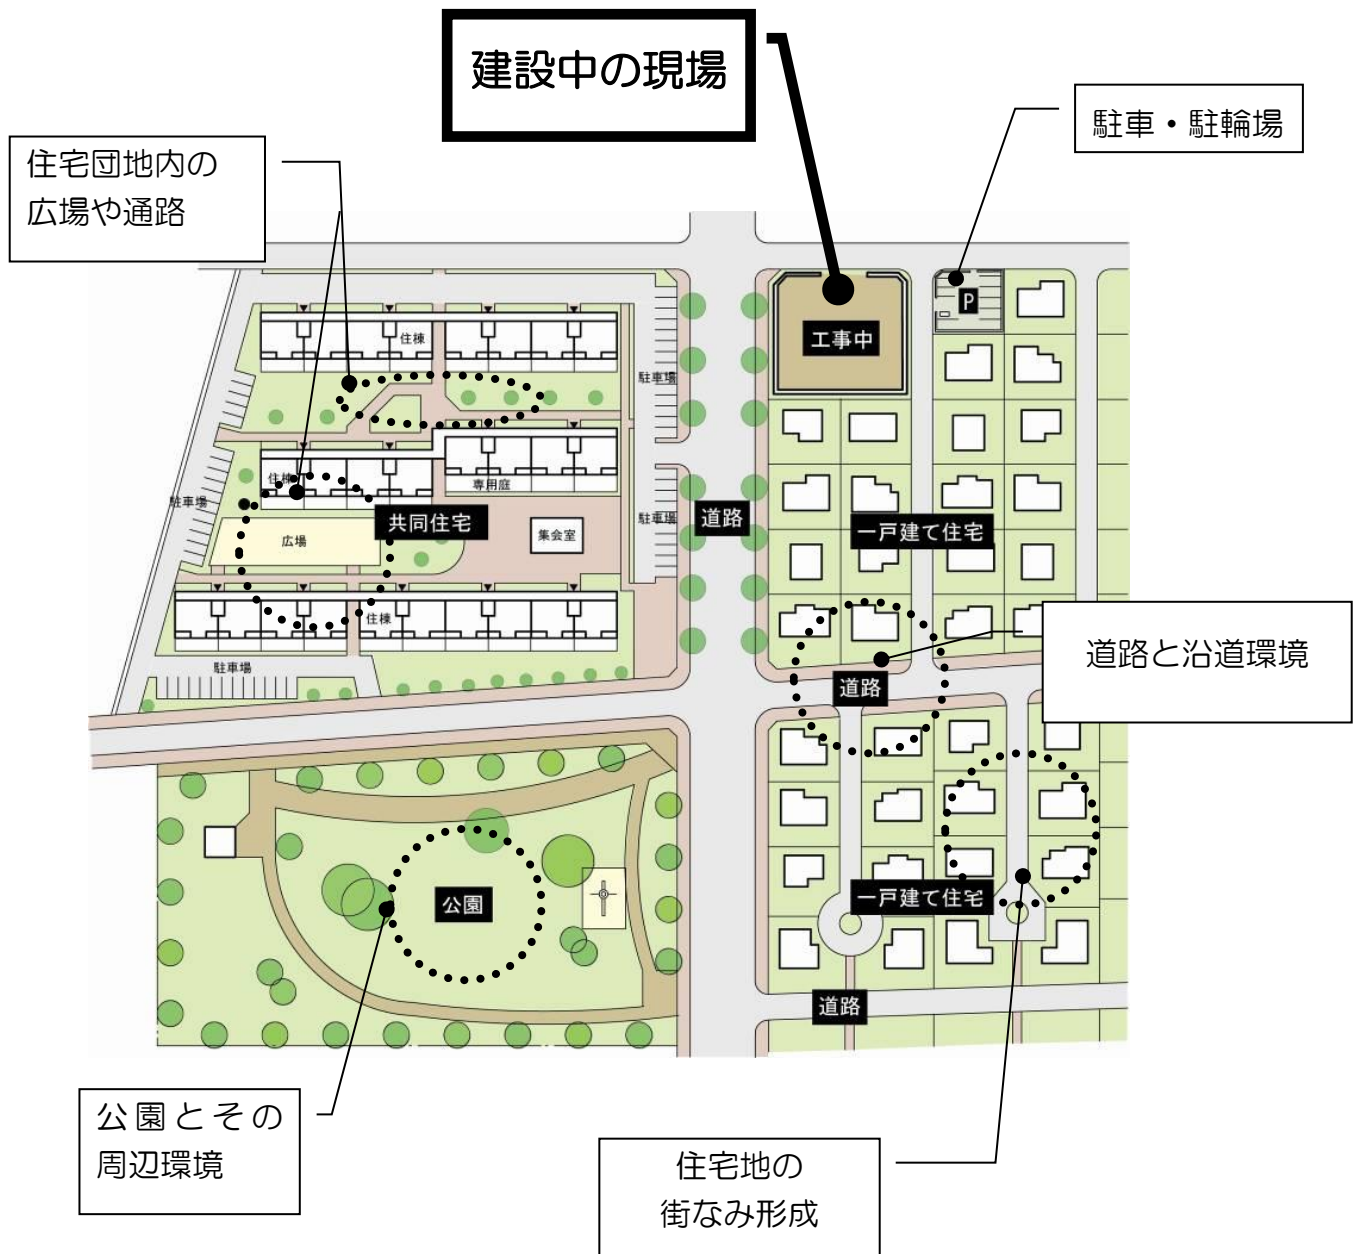 建設中の現場
駐車・駐輪場
住宅団地内の
広場や通路
P
工事中
住棟
駐車場
住棟
専用庭
駐車場
駐車場
道路
共同住宅
一戸建て住宅
広場
集会室
住棟
道路と沿道環境
駐車場
道路
一戸建て住宅
公園
道路
公園とその
周辺環境
住宅地の
街なみ形成